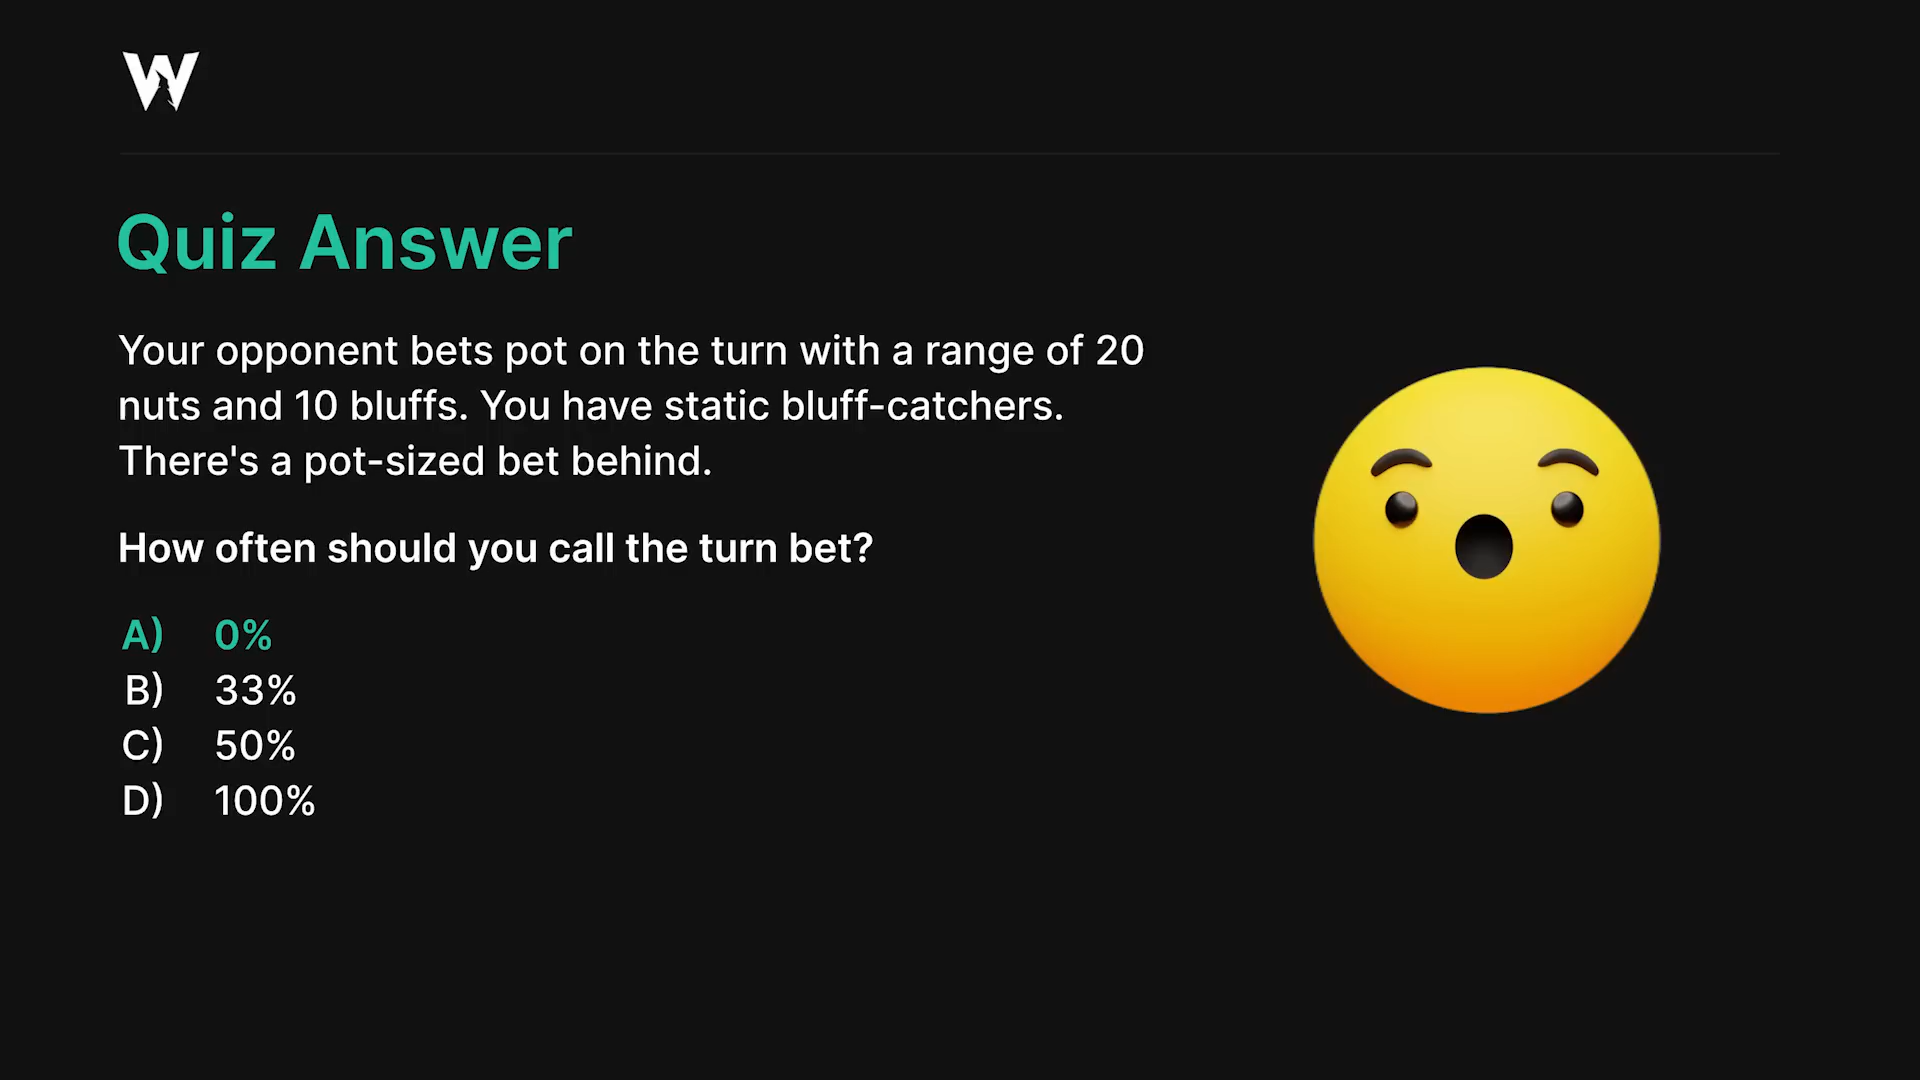 W
Quiz Answer
Your opponent bets pot on the turn with a range of 20
nuts and 10 bluffs. You have static bluff-catchers.
There's a pot-sized bet behind.
How often should you call the turn bet?
A) 0%
B) 33%
C) 50%
D) 100%